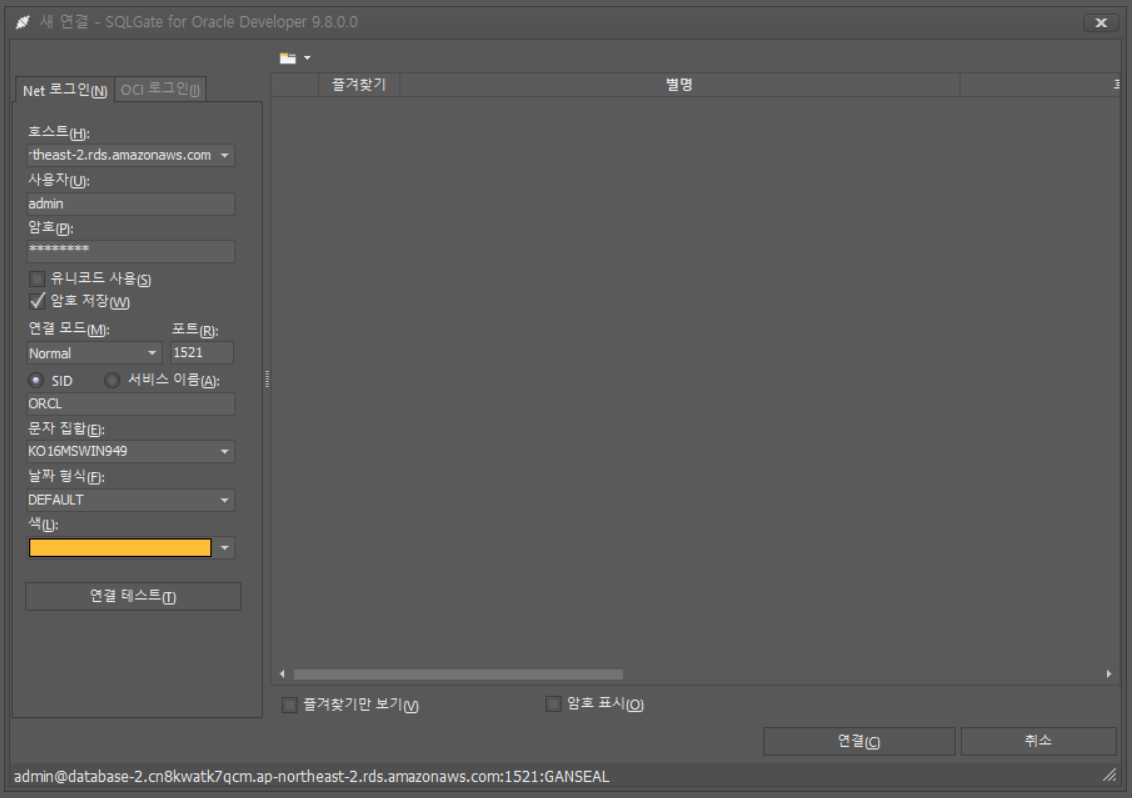 새 연결 - SQLGate for Oracle Developer 9.8.0.0
Net 로그인(N) OCI 로그인(I)
즐겨찾기 별명
호스트(H):
theast-2.rds.amazonaws.com
사용자(U):
admin
암호(P):
********
유니코드 사용(S)
암호 저장(W)
연결 모드(M): 포트(R):
Normal 1521
SID 서비스 이름(A):
ORCL
문자 집합(E):
KO16MSWIN949
날짜 형식(F):
DEFAULT
색(L):
연결 테스트(T)
즐겨찾기만 보기(V) 암호 표시(O)
연결(C) 취소
admin@database-2.cn8kwatk7qcm.ap-northeast-2.rds.amazonaws.com:1521:GANSEAL